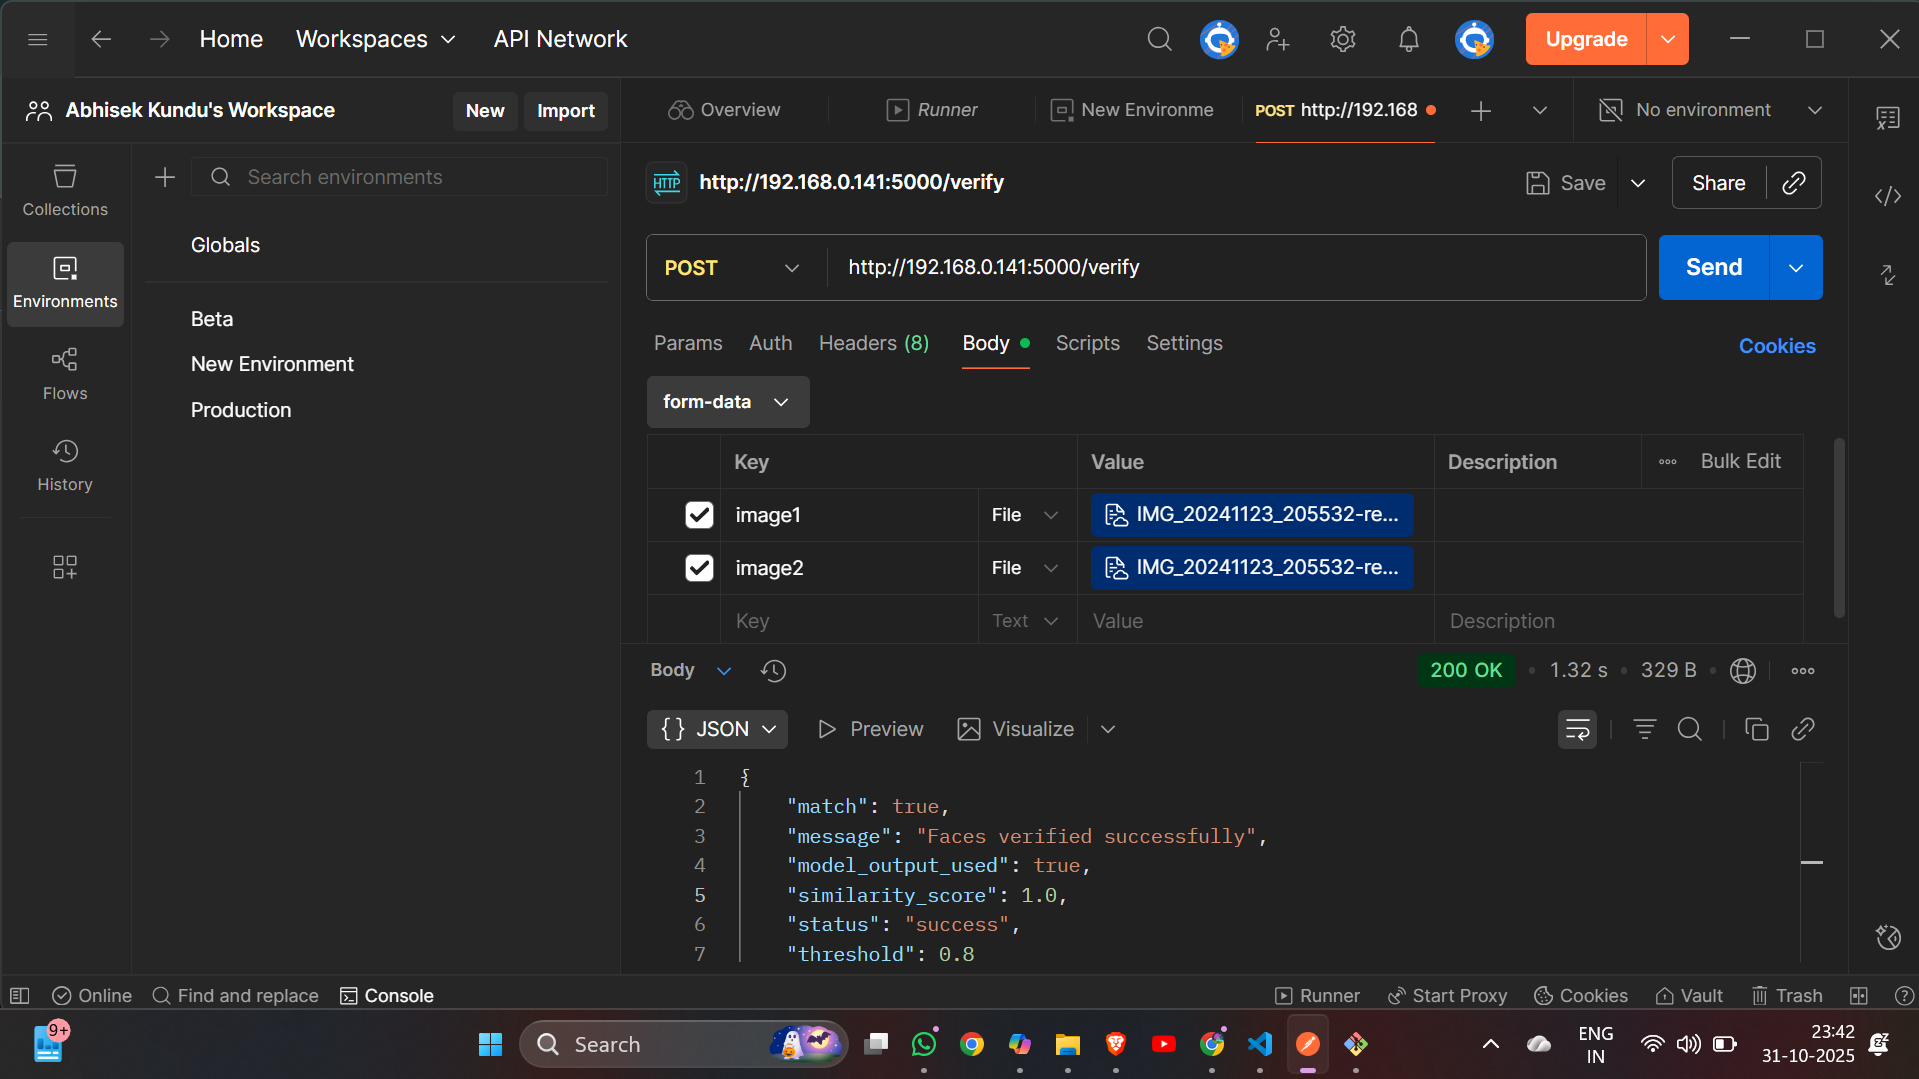 Home
Workspaces
API Network
Upgrade
Abhisek Kundu's Workspace
New
Import
Overview
Runner
New Environme
POST http://192.168
No environment
Collections
Environments
Flows
History
Search environments
Globals
Beta
New Environment
Production
HTTP
http://192.168.0.141:5000/verify
Save
Share
POST
http://192.168.0.141:5000/verify
Send
Params
Auth
Headers (8)
Body
Scripts
Settings
Cookies
form-data
Key
Value
Description
Bulk Edit
image1
File
IMG_20241123_205532-re...
image2
File
IMG_20241123_205532-re...
Key
Text
Value
Description
Body
200 OK
1.32 s
329 B
{} JSON
Preview
Visualize
1 {
2 "match": true,
3 "message": "Faces verified successfully",
4 "model_output_used": true,
5 "similarity_score": 1.0,
6 "status": "success",
7 "threshold": 0.8
Online
Find and replace
Console
Runner
Start Proxy
Cookies
Vault
Trash
9+
Search
ENG
IN
23:42
31-10-2025